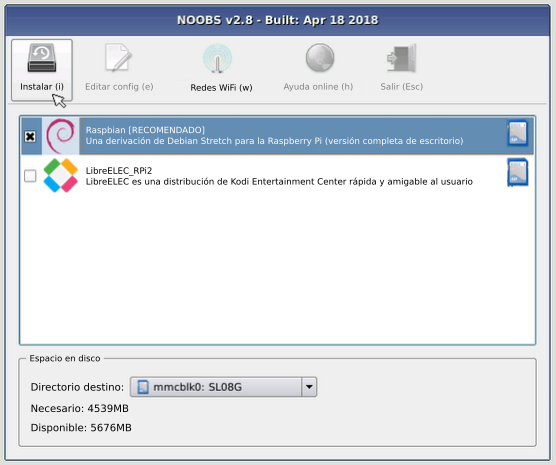 NOOBS v2.8 - Built: Apr 18 2018
Instalar (i) Editar config (e) Redes WiFi (w) Ayuda online (h) Salir (Esc)
Raspbian [RECOMENDADO]
Una derivación de Debian Stretch para la Raspberry Pi (versión completa de escritorio)
LibreELEC_RPi2
LibreELEC es una distribución de Kodi Entertainment Center rápida y amigable al usuario
Espacio en disco
Directorio destino: mmcblk0: SL08G
Necesario: 4539MB
Disponible: 5676MB